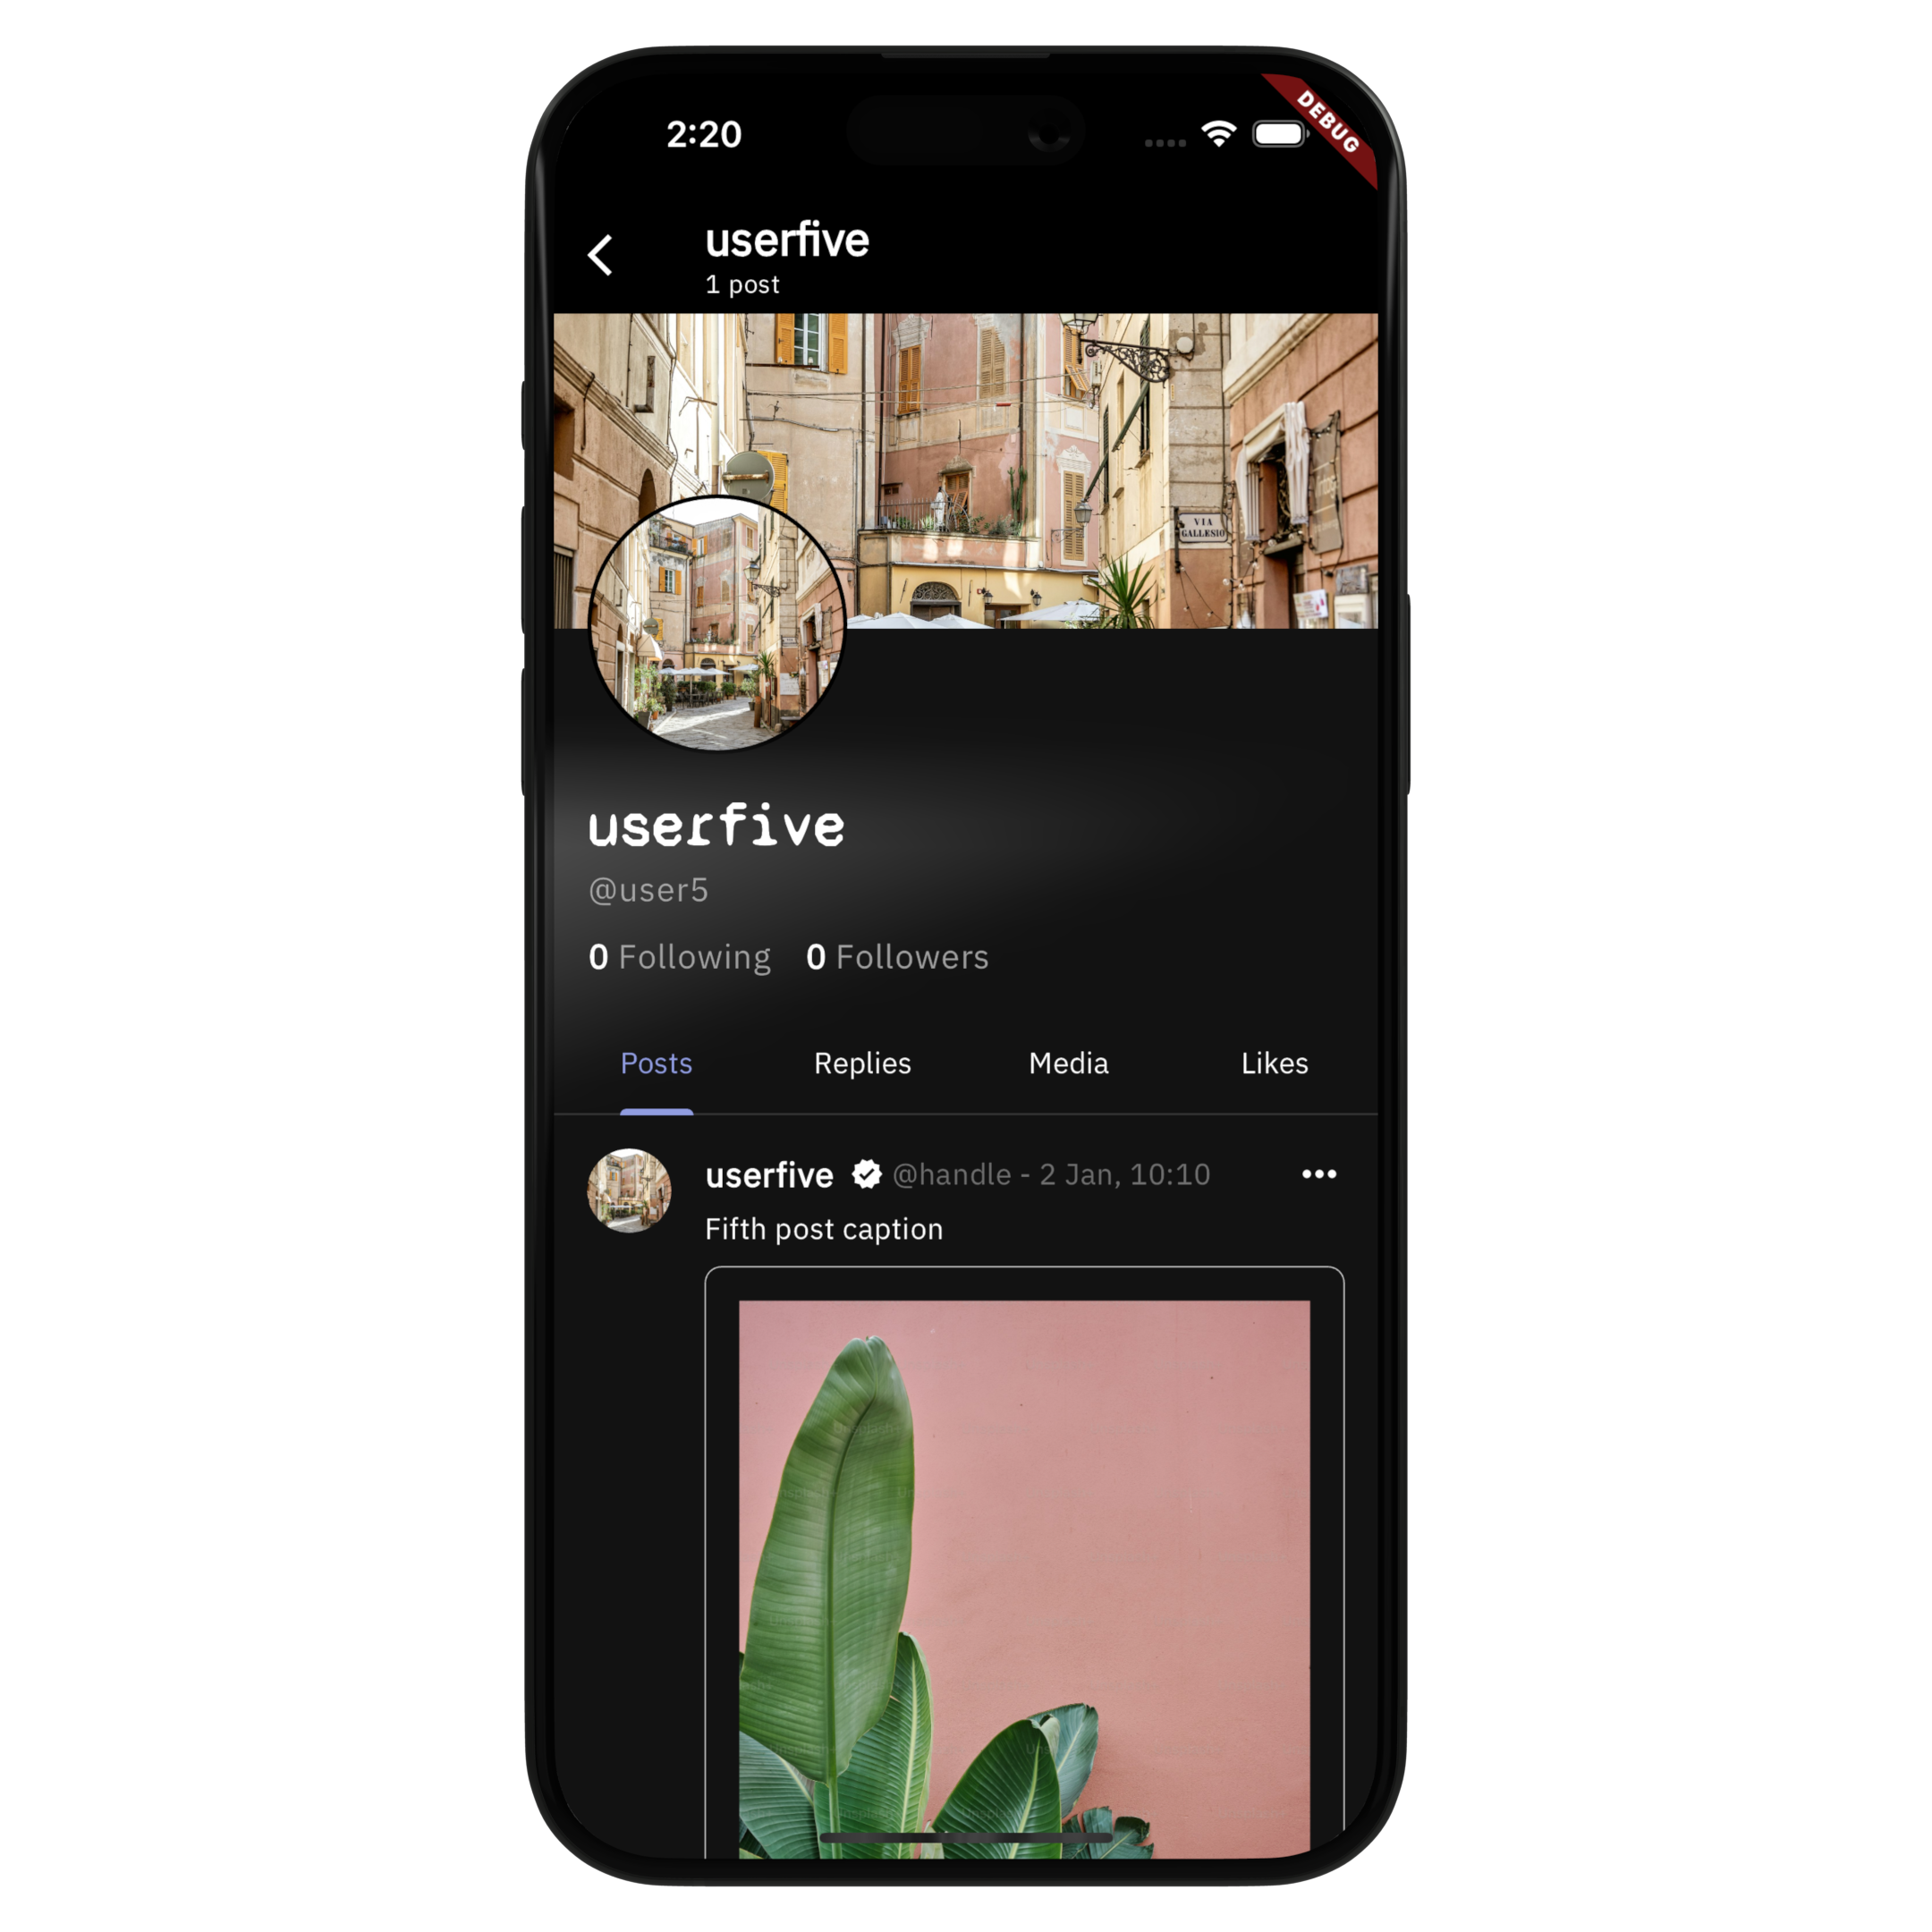 2:20
DEBUG
userfive
1 post
VIA
GALLESIO
userfive
@user5
0 Following 0 Followers
Posts Replies Media Likes
userfive @handle - 2 Jan, 10:10
Fifth post caption